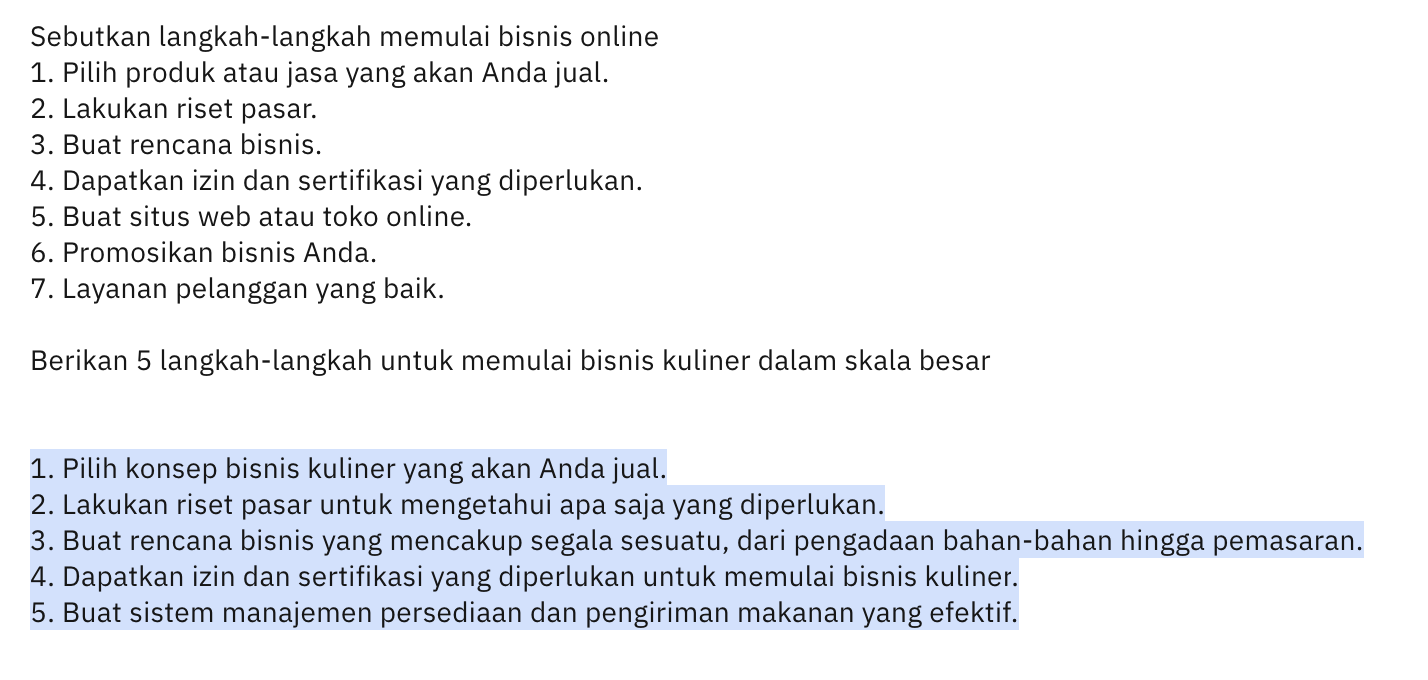 Sebutkan langkah-langkah memulai bisnis online
1. Pilih produk atau jasa yang akan Anda jual.
2. Lakukan riset pasar.
3. Buat rencana bisnis.
4. Dapatkan izin dan sertifikasi yang diperlukan.
5. Buat situs web atau toko online.
6. Promosikan bisnis Anda.
7. Layanan pelanggan yang baik.
Berikan 5 langkah-langkah untuk memulai bisnis kuliner dalam skala besar
1. Pilih konsep bisnis kuliner yang akan Anda jual.
2. Lakukan riset pasar untuk mengetahui apa saja yang diperlukan.
3. Buat rencana bisnis yang mencakup segala sesuatu, dari pengadaan bahan-bahan hingga pemasaran.
4. Dapatkan izin dan sertifikasi yang diperlukan untuk memulai bisnis kuliner.
5. Buat sistem manajemen persediaan dan pengiriman makanan yang efektif.